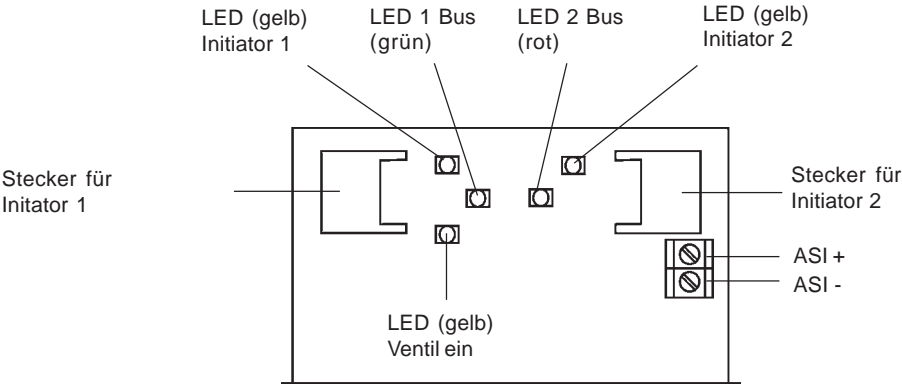 LED (gelb)
Initiator 1
LED 1 Bus
(grün)
LED 2 Bus
(rot)
LED (gelb)
Initiator 2
Stecker für
Initator 1
Stecker für
Initiator 2
ASI +
ASI -
LED (gelb)
Ventil ein